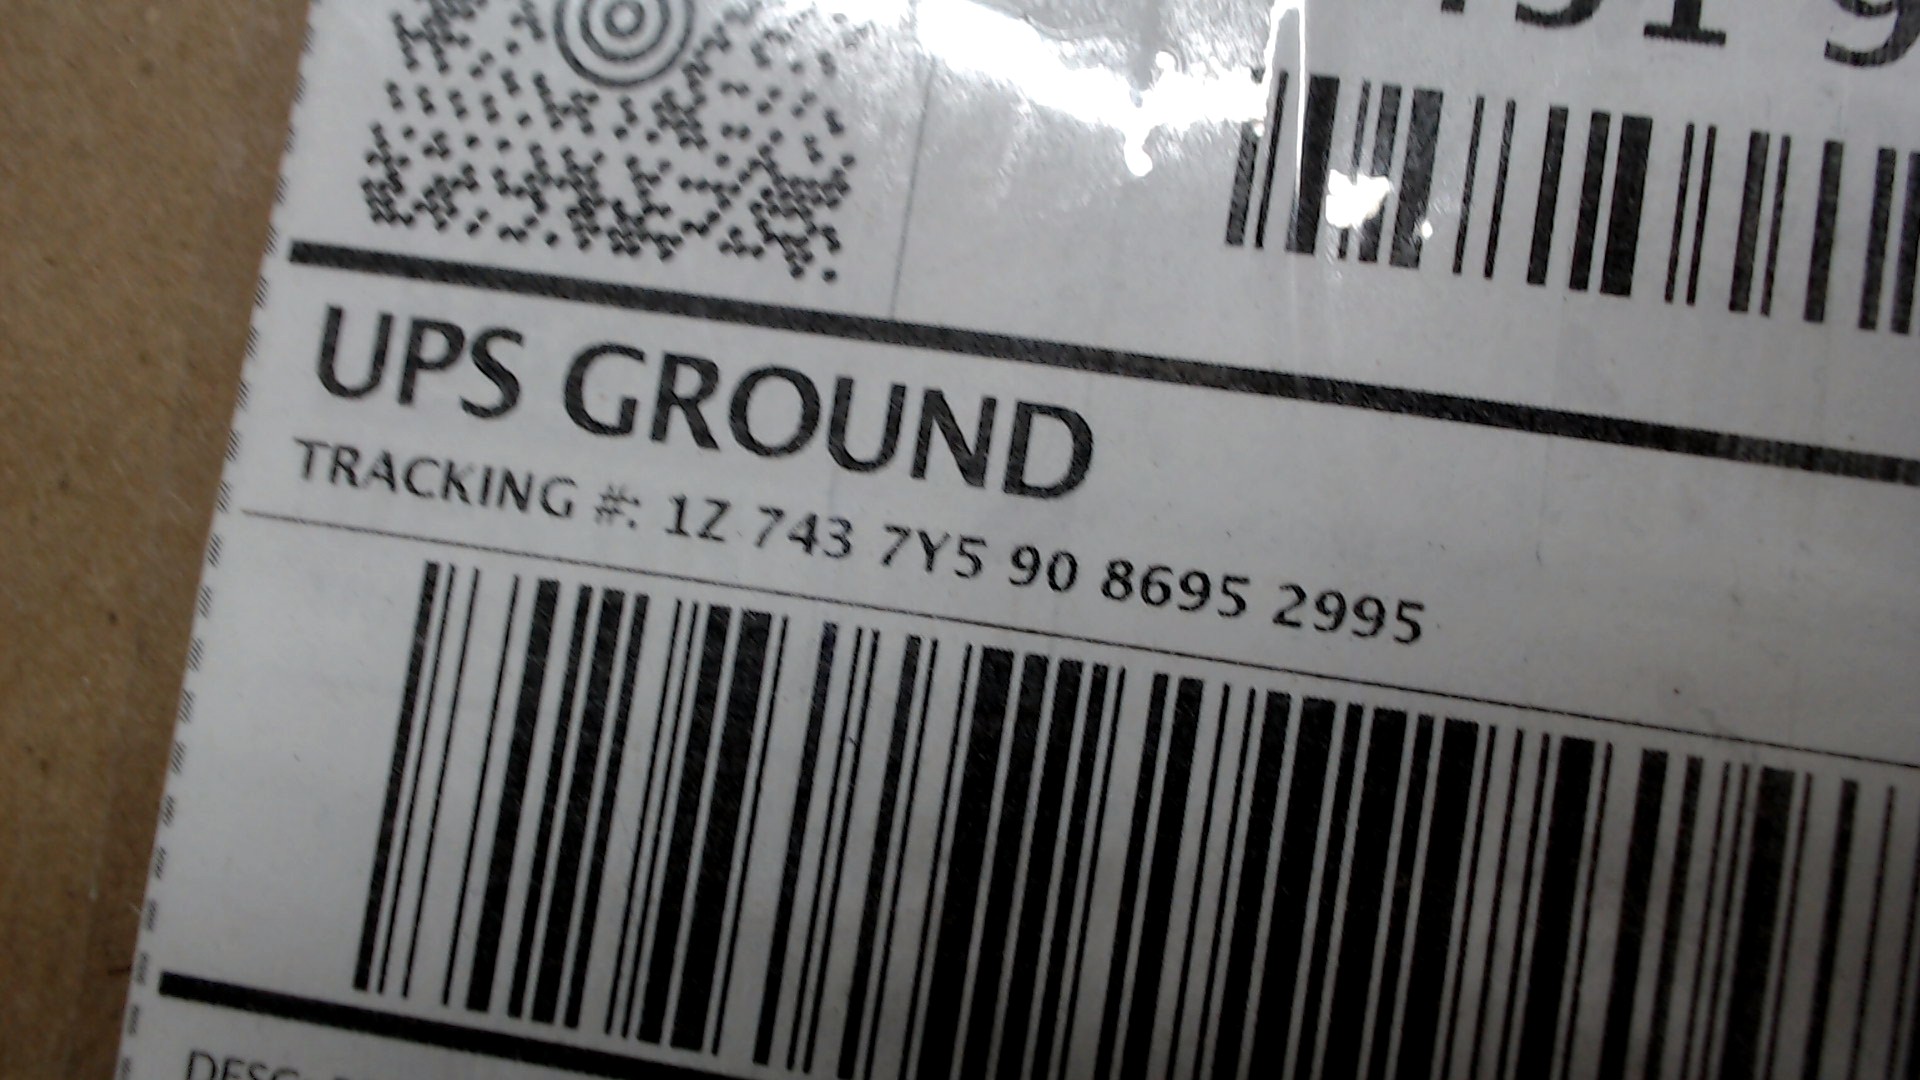 UPS GROUND
TRACKING #: 1Z 743 7Y5 90 8695 2995